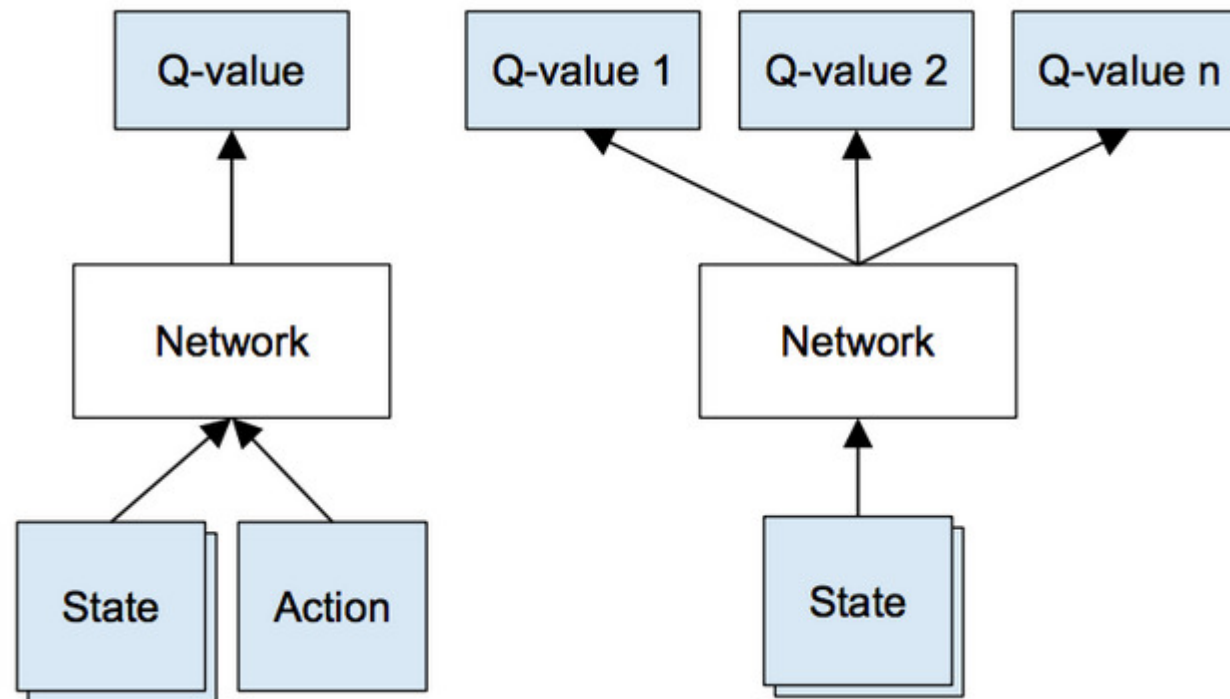 Q-value
Q-value 1
Q-value 2
Q-value n
Network
Network
State
Action
State